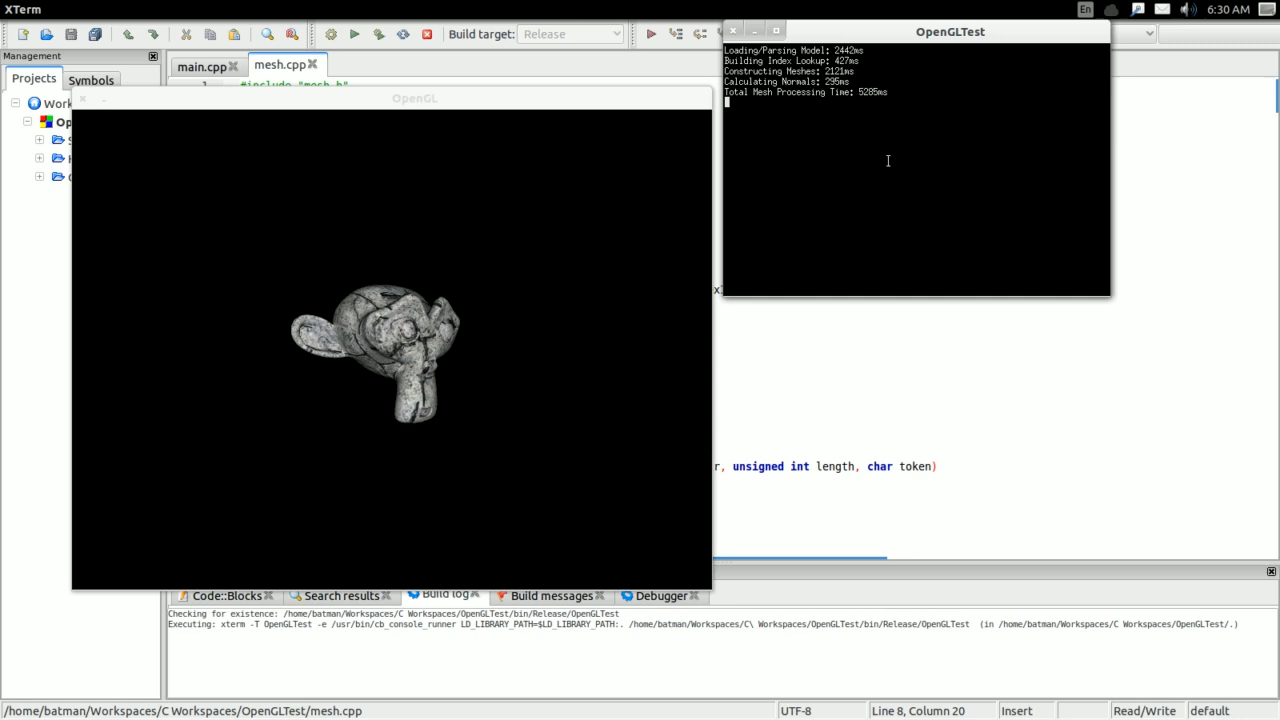 XTerm
En
6:30 AM
Build target:
Release
OpenGLTest
Management
Projects
Symbols
main.cpp
mesh.cpp
1
#include "mesh.h"
OpenGL
Loading/Parsing Model: 2442ms
Building Index Lookup: 427ms
Constructing Meshes: 2121ms
Calculating Normals: 295ms
Total Mesh Processing Time: 5285ms
r, unsigned int length, char token)
Code::Blocks
Search results
Build log
Build messages
Debugger
Checking for existence: /home/batman/Workspaces/C Workspaces/OpenGLTest/bin/Release/OpenGLTest
Executing: xterm -T OpenGLTest -e /usr/bin/cb_console_runner LD_LIBRARY_PATH=$LD_LIBRARY_PATH:. /home/batman/Workspaces/C\ Workspaces/OpenGLTest/bin/Release/OpenGLTest  (in /home/batman/Workspaces/C Workspaces/OpenGLTest/.)
/home/batman/Workspaces/C Workspaces/OpenGLTest/mesh.cpp
UTF-8
Line 8, Column 20
Insert
Read/Write
default